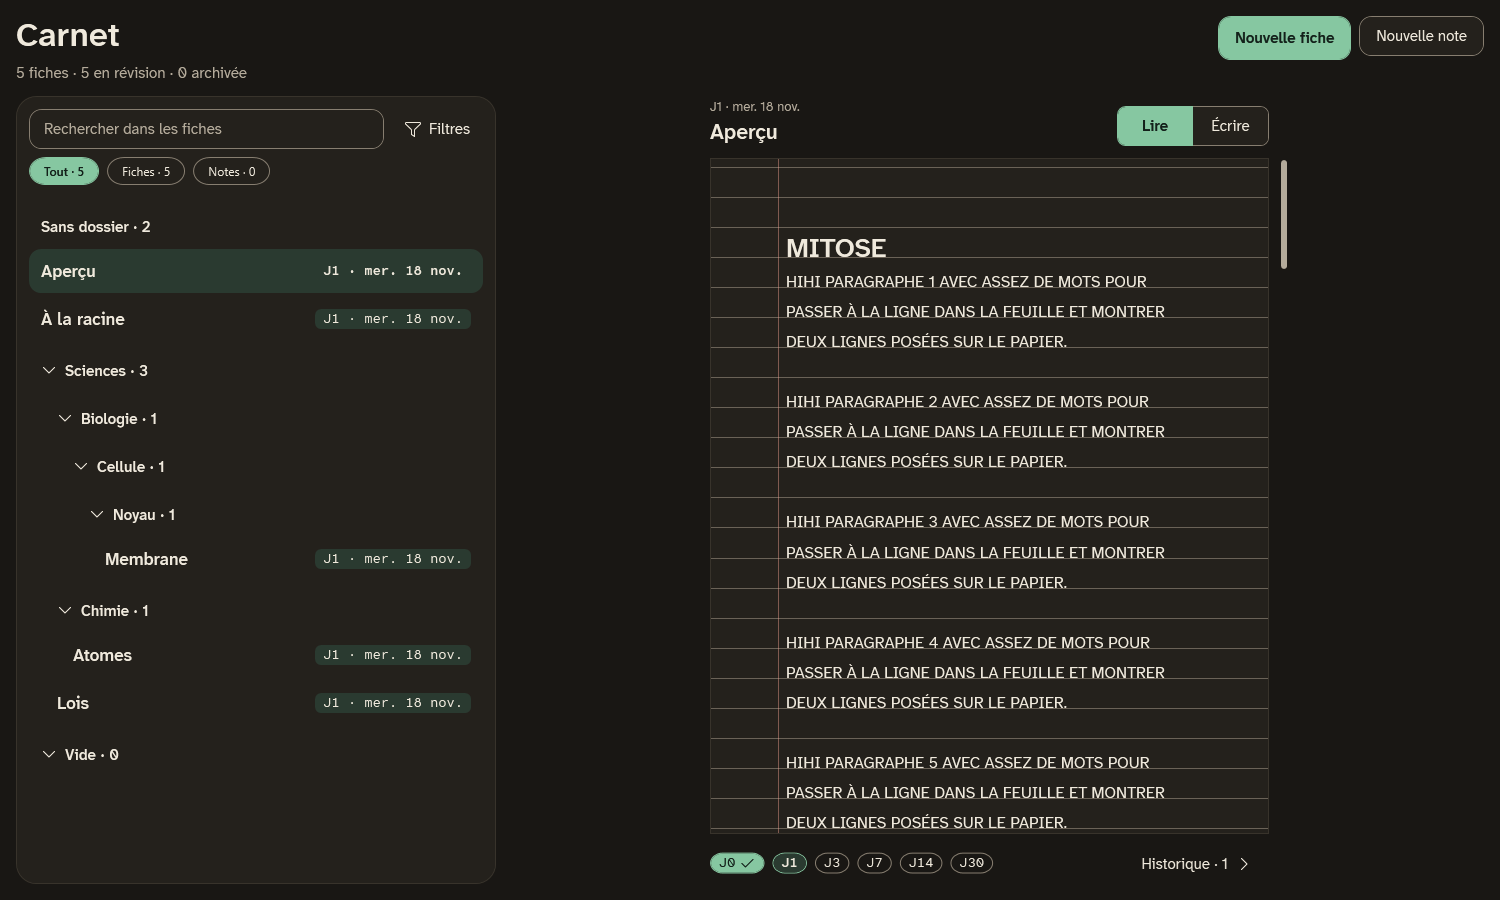 Carnet
5 fiches · 5 en révision · 0 archivée
Nouvelle fiche
Nouvelle note
Rechercher dans les fiches
Filtres
Tout · 5
Fiches · 5
Notes · 0
Sans dossier · 2
Aperçu
J1 · mer. 18 nov.
À la racine
J1 · mer. 18 nov.
Sciences · 3
Biologie · 1
Cellule · 1
Noyau · 1
Membrane
J1 · mer. 18 nov.
Chimie · 1
Atomes
J1 · mer. 18 nov.
Lois
J1 · mer. 18 nov.
Vide · 0
J1 · mer. 18 nov.
Aperçu
Lire
Écrire
MITOSE
HIHI PARAGRAPHE 1 AVEC ASSEZ DE MOTS POUR
PASSER À LA LIGNE DANS LA FEUILLE ET MONTRER
DEUX LIGNES POSÉES SUR LE PAPIER.
HIHI PARAGRAPHE 2 AVEC ASSEZ DE MOTS POUR
PASSER À LA LIGNE DANS LA FEUILLE ET MONTRER
DEUX LIGNES POSÉES SUR LE PAPIER.
HIHI PARAGRAPHE 3 AVEC ASSEZ DE MOTS POUR
PASSER À LA LIGNE DANS LA FEUILLE ET MONTRER
DEUX LIGNES POSÉES SUR LE PAPIER.
HIHI PARAGRAPHE 4 AVEC ASSEZ DE MOTS POUR
PASSER À LA LIGNE DANS LA FEUILLE ET MONTRER
DEUX LIGNES POSÉES SUR LE PAPIER.
HIHI PARAGRAPHE 5 AVEC ASSEZ DE MOTS POUR
PASSER À LA LIGNE DANS LA FEUILLE ET MONTRER
DEUX LIGNES POSÉES SUR LE PAPIER.
J0
J1
J3
J7
J14
J30
Historique · 1